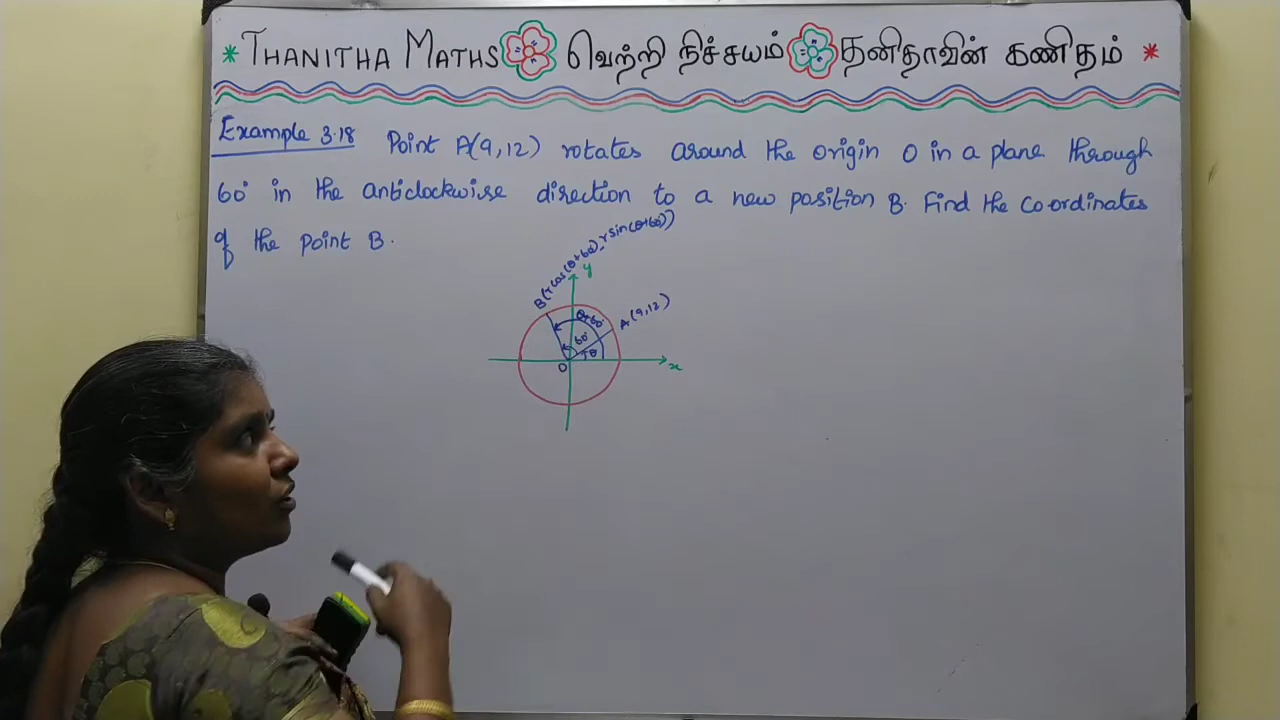 * THANITHA MATHS வெற்றி நிச்சயம் தனிதாவின் கணிதம் *
Example 3.18 Point A(9,12) rotates around the origin O in a plane through
60° in the anticlockwise direction to a new position B. Find the coordinates
of the point B.
B(r cos(θ+60°), r sin(θ+60°))
y
A(9,12)
θ+60°
60°
θ
O
x